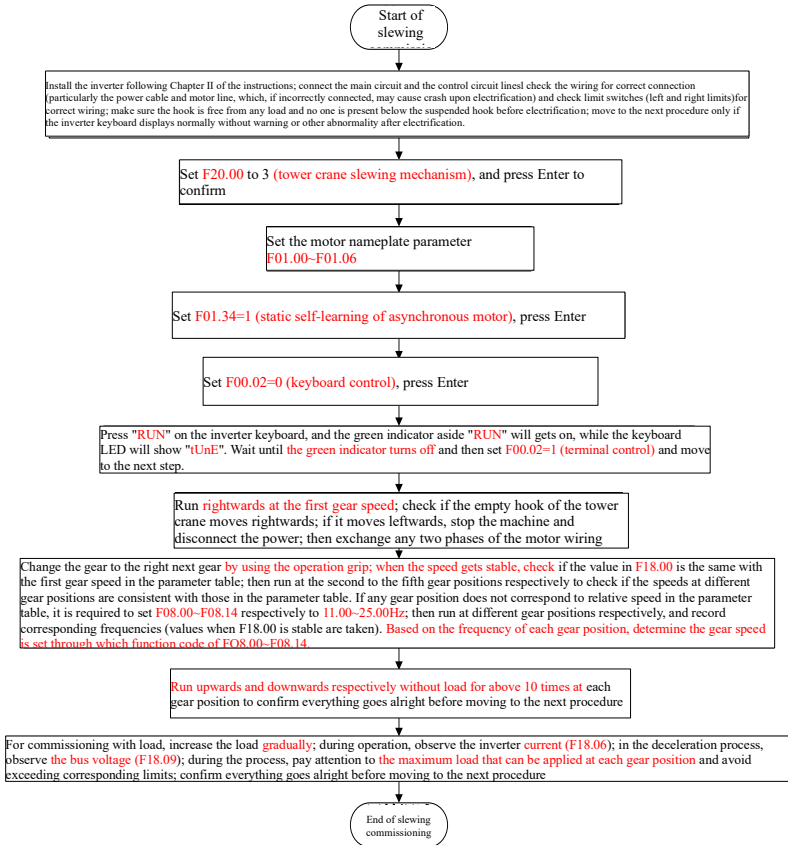 Start of
slewing
Install the inverter following Chapter II of the instructions; connect the main circuit and the control circuit linesl check the wiring for correct connection
(particularly the power cable and motor line, which, if incorrectly connected, may cause crash upon electrification) and check limit switches (left and right limits)for
correct wiring; make sure the hook is free from any load and no one is present below the suspended hook before electrification; move to the next procedure only if
the inverter keyboard displays normally without warning or other abnormality after electrification.
Set F20.00 to 3 (tower crane slewing mechanism), and press Enter to
confirm
Set the motor nameplate parameter
F01.00~F01.06
Set F01.34=1 (static self-learning of asynchronous motor), press Enter
Set F00.02=0 (keyboard control), press Enter
Press "RUN" on the inverter keyboard, and the green indicator aside "RUN" will gets on, while the keyboard
LED will show "tUnE". Wait until the green indicator turns off and then set F00.02=1 (terminal control) and move
to the next step.
Run rightwards at the first gear speed; check if the empty hook of the tower
crane moves rightwards; if it moves leftwards, stop the machine and
disconnect the power; then exchange any two phases of the motor wiring
Change the gear to the right next gear by using the operation grip; when the speed gets stable, check if the value in F18.00 is the same with
the first gear speed in the parameter table; then run at the second to the fifth gear positions respectively to check if the speeds at different
gear positions are consistent with those in the parameter table. If any gear position does not correspond to relative speed in the parameter
table, it is required to set F08.00~F08.14 respectively to 11.00~25.00Hz; then run at different gear positions respectively, and record
corresponding frequencies (values when F18.00 is stable are taken). Based on the frequency of each gear position, determine the gear speed
is set through which function code of FO8.00~F08.14.
Run upwards and downwards respectively without load for above 10 times at each
gear position to confirm everything goes alright before moving to the next procedure
For commissioning with load, increase the load gradually; during operation, observe the inverter current (F18.06); in the deceleration process,
observe the bus voltage (F18.09); during the process, pay attention to the maximum load that can be applied at each gear position and avoid
exceeding corresponding limits; confirm everything goes alright before moving to the next procedure
End of slewing
commissioning